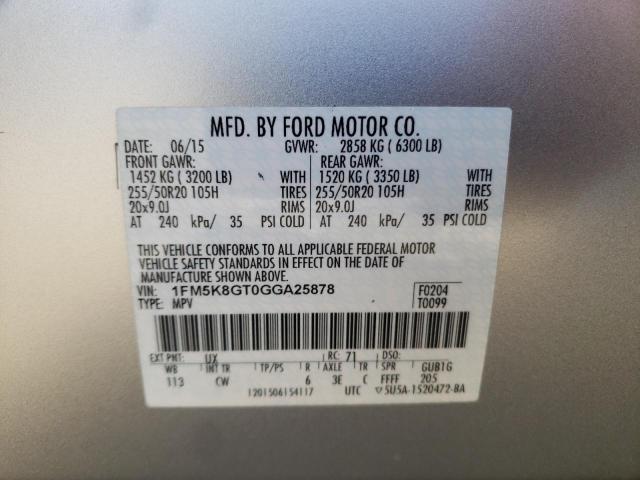 MFD. BY FORD MOTOR CO.
DATE: 06/15 GVWR: 2858 KG ( 6300 LB)
FRONT GAWR: REAR GAWR:
1452 KG ( 3200 LB) WITH 1520 KG ( 3350 LB) WITH
255/50R20 105H TIRES 255/50R20 105H TIRES
20x9.0J RIMS 20x9.0J RIMS
AT 240 kPa/ 35 PSI COLD AT 240 kPa/ 35 PSI COLD
THIS VEHICLE CONFORMS TO ALL APPLICABLE FEDERAL MOTOR
VEHICLE SAFETY STANDARDS IN EFFECT ON THE DATE OF
MANUFACTURE SHOWN ABOVE.
VIN: 1FM5K8GT0GGA25878 F0204
TYPE: MPV T0099
EXT PNT: UX RC: 71 DSO:
WB INT TR TP/PS R AXLE TR SPR GUB1G
113 CW 6 3E C FFFF 205
1201506154117 UTC ▽5U5A-1520472-BA